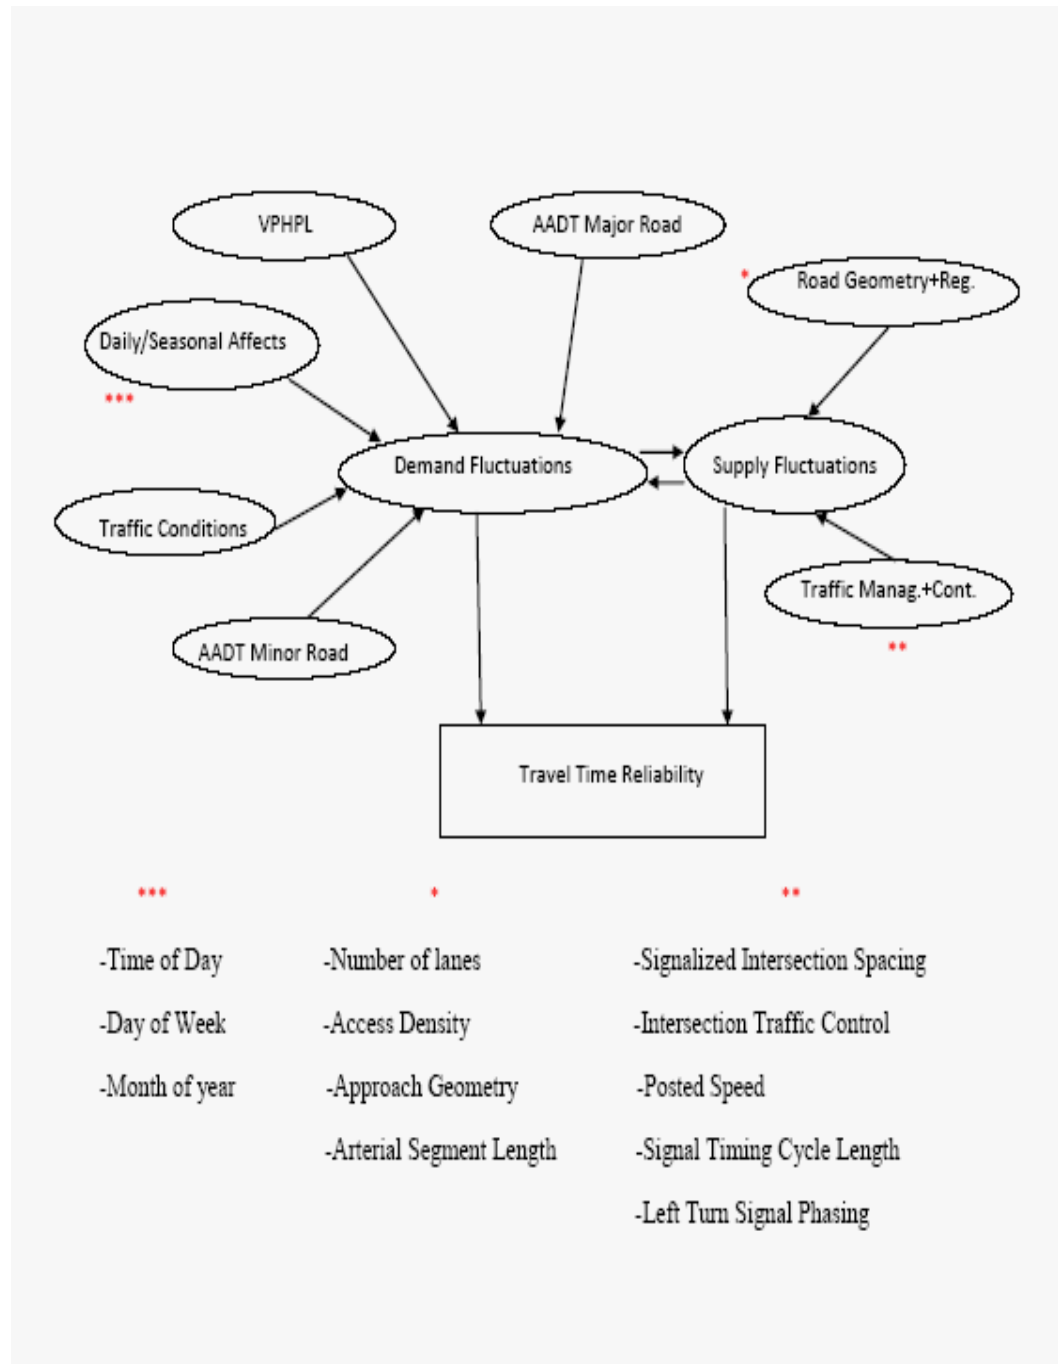 VPHPL
AADT Major Road
*
Road Geometry+Reg.
Daily/Seasonal Affects
***
Demand Fluctuations
Supply Fluctuations
Traffic Conditions
Traffic Manag.+Cont.
**
AADT Minor Road
Travel Time Reliability
***
-Time of Day
-Day of Week
-Month of year
*
-Number of lanes
-Access Density
-Approach Geometry
-Arterial Segment Length
**
-Signalized Intersection Spacing
-Intersection Traffic Control
-Posted Speed
-Signal Timing Cycle Length
-Left Turn Signal Phasing